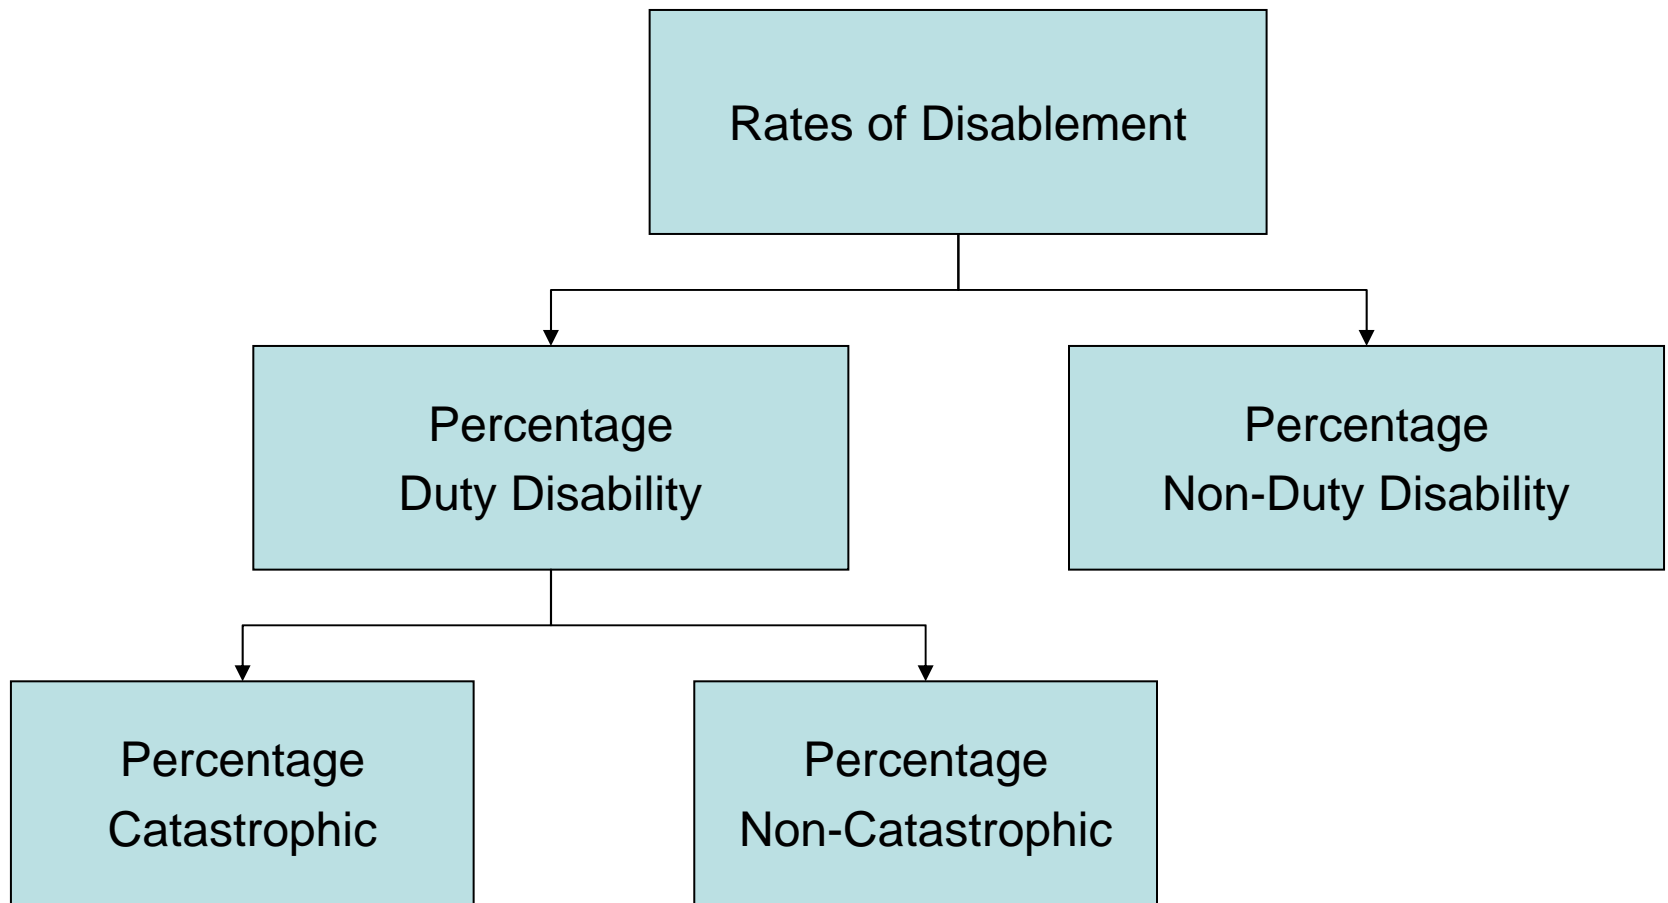 Rates of Disablement
Percentage
Duty Disability
Percentage
Non-Duty Disability
Percentage
Catastrophic
Percentage
Non-Catastrophic